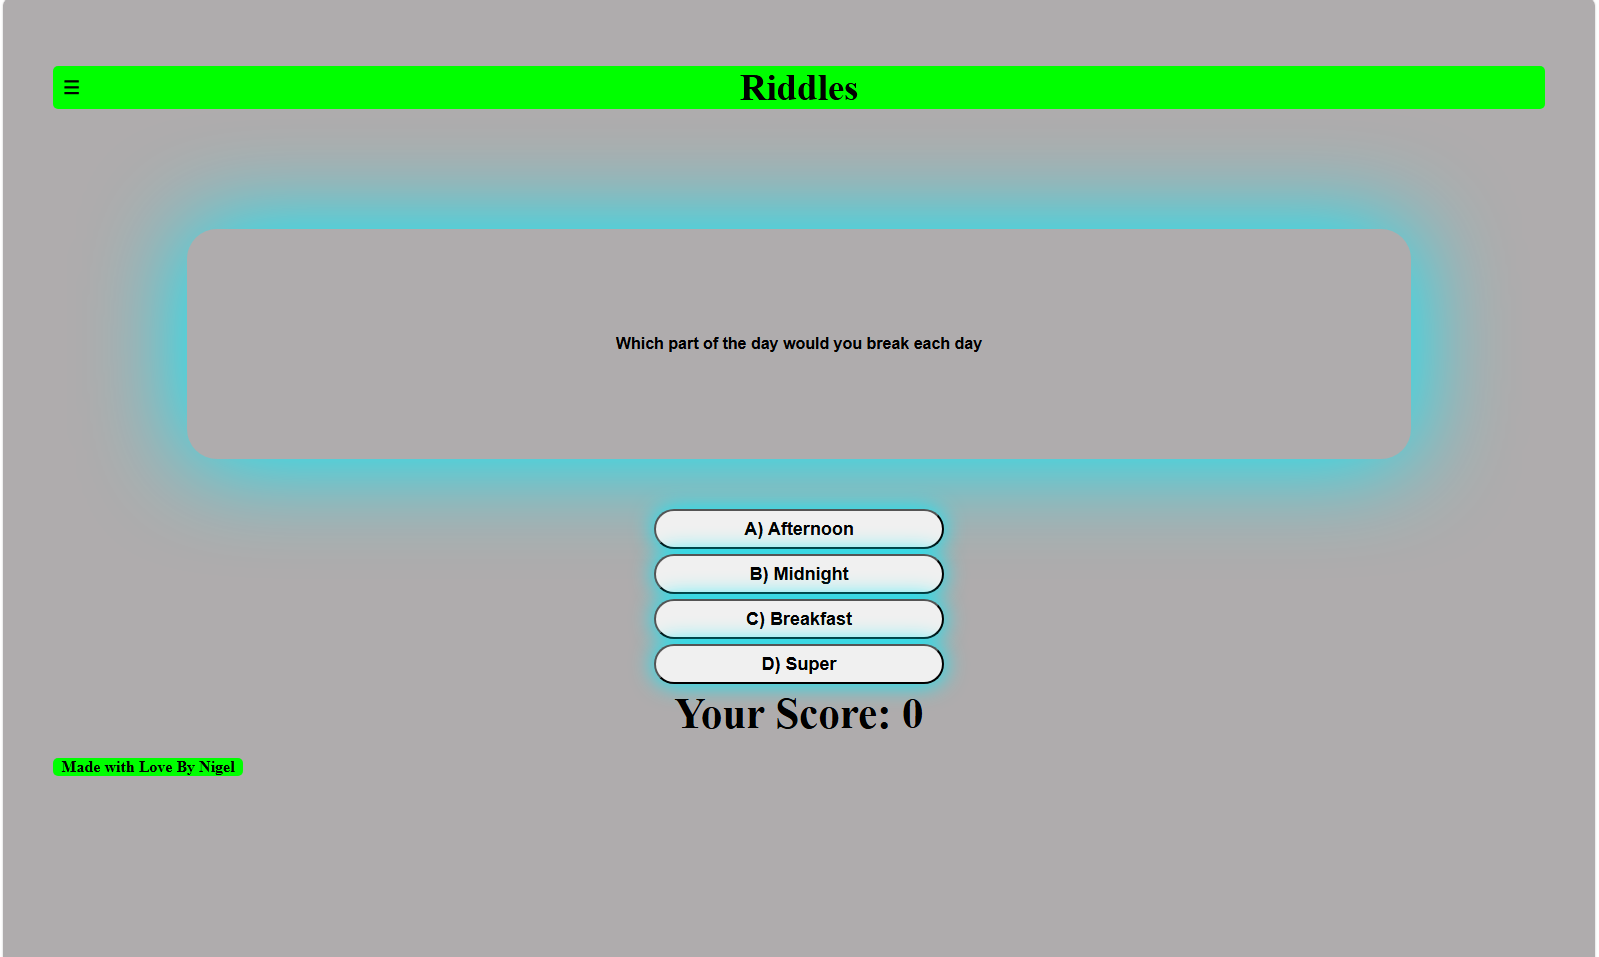 ☰ Riddles
Which part of the day would you break each day
A) Afternoon
B) Midnight
C) Breakfast
D) Super
Your Score: 0
Made with Love By Nigel